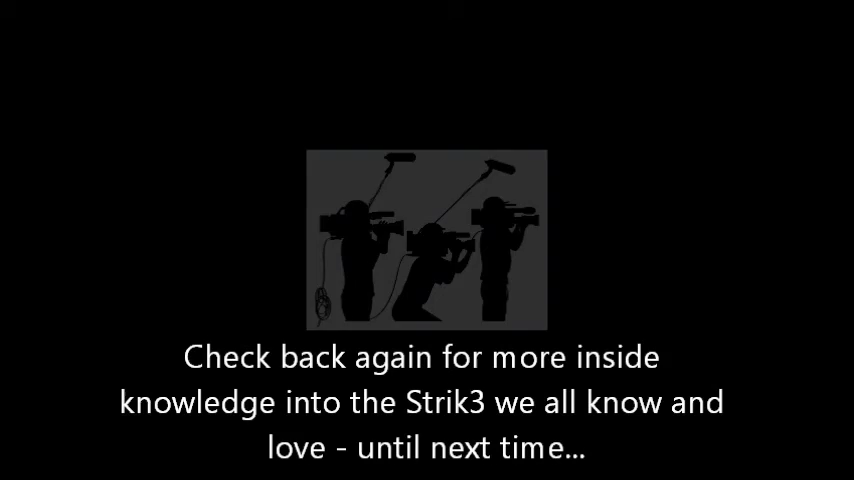 Check back again for more inside
knowledge into the Strik3 we all know and
love - until next time...